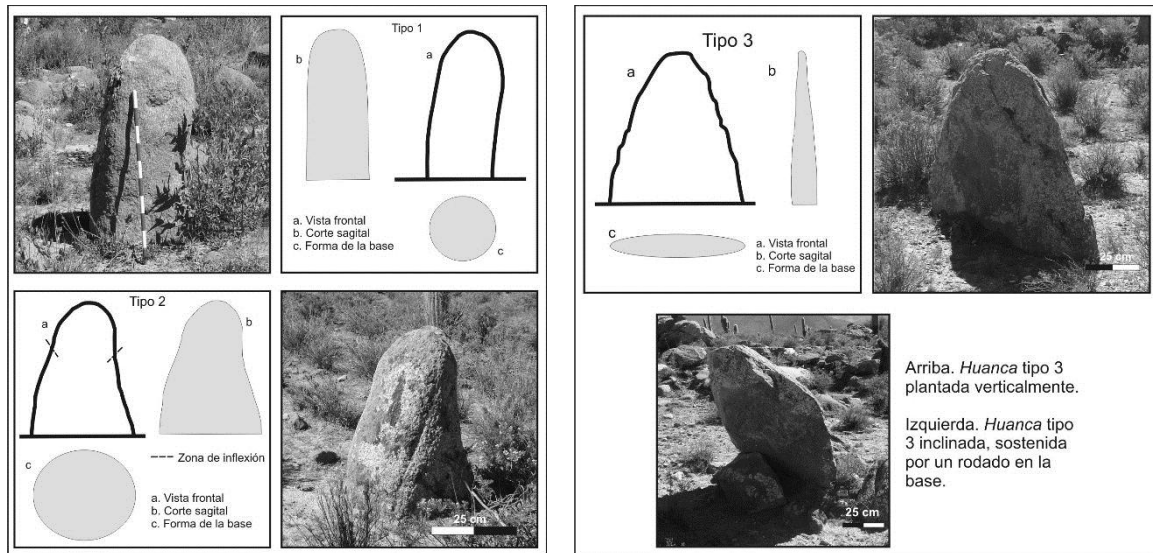 Tipo 1
b
a
a. Vista frontal
b. Corte sagital
c. Forma de la base
c
Tipo 2
a
b
c
Zona de inflexión
a. Vista frontal
b. Corte sagital
c. Forma de la base
25 cm
Tipo 3
a
b
c
a. Vista frontal
b. Corte sagital
c. Forma de la base
25 cm
25 cm
Arriba. Huanca tipo 3
plantada verticalmente.
Izquierda. Huanca tipo
3 inclinada, sostenida
por un rodado en la
base.